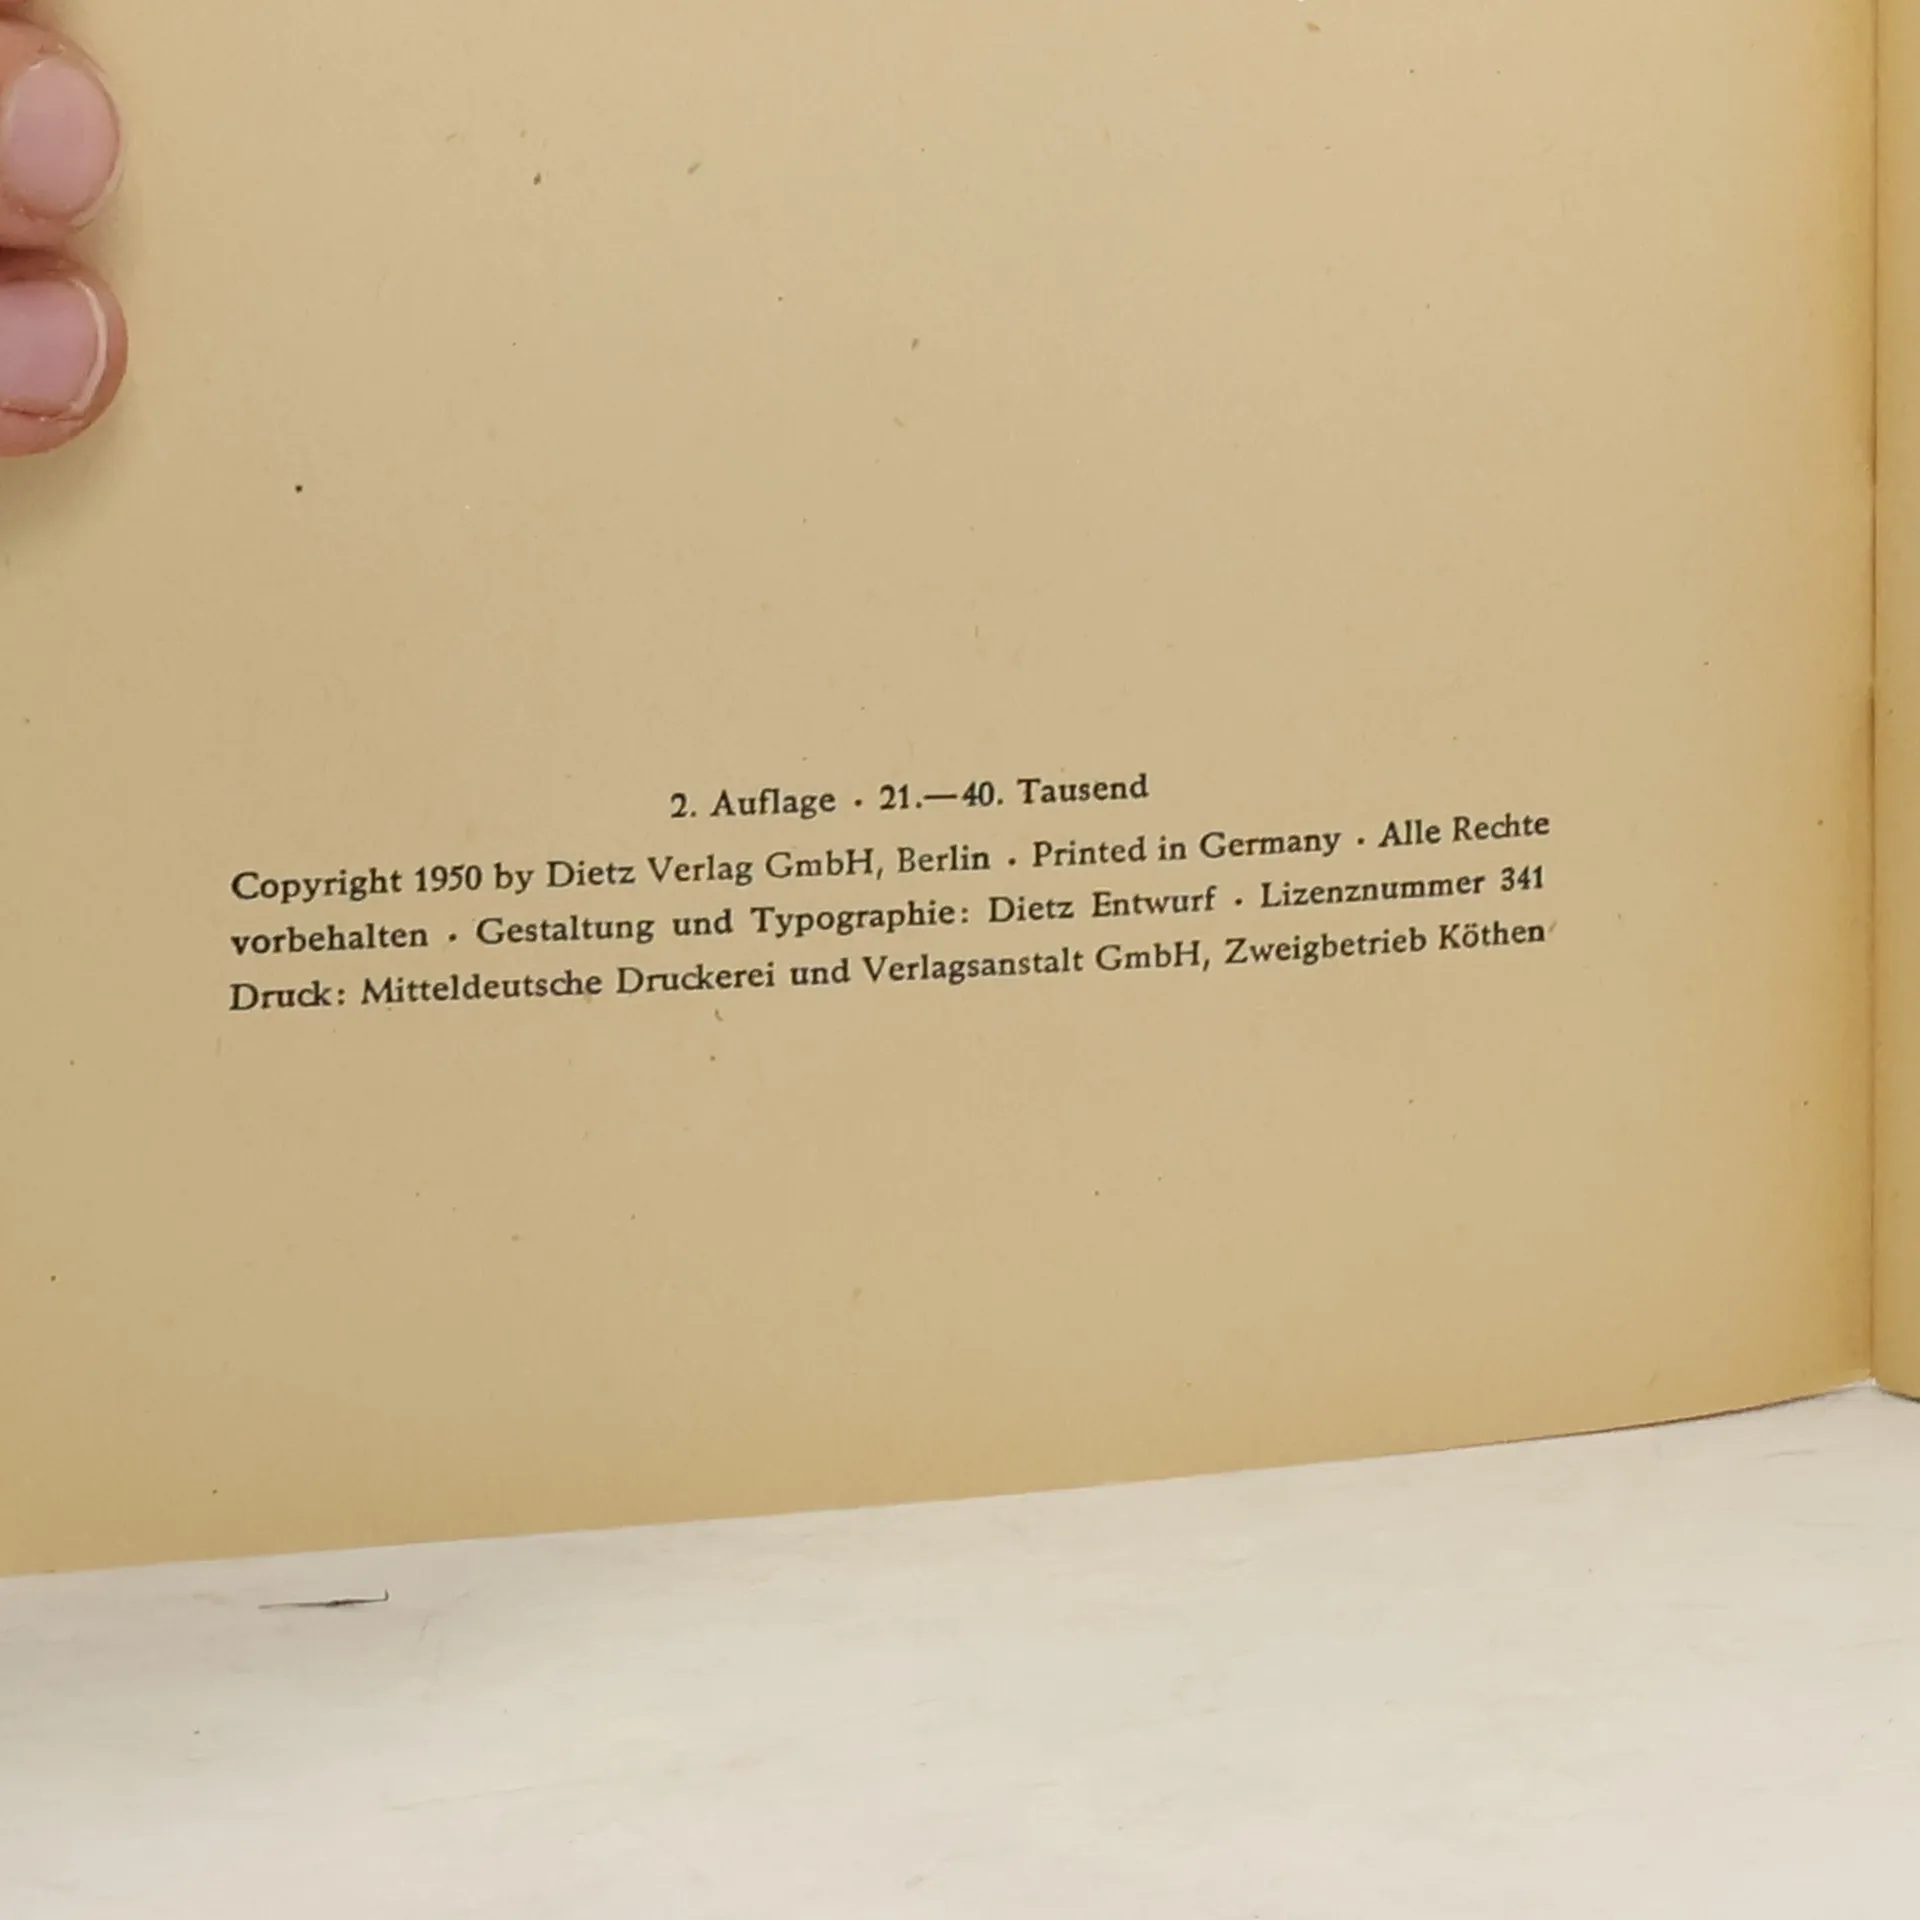 2. Auflage · 21.—40. Tausend
Copyright 1950 by Dietz Verlag GmbH, Berlin · Printed in Germany · Alle Rechte
vorbehalten · Gestaltung und Typographie: Dietz Entwurf · Lizenznummer 341
Druck: Mitteldeutsche Druckerei und Verlagsanstalt GmbH, Zweigbetrieb Köthen